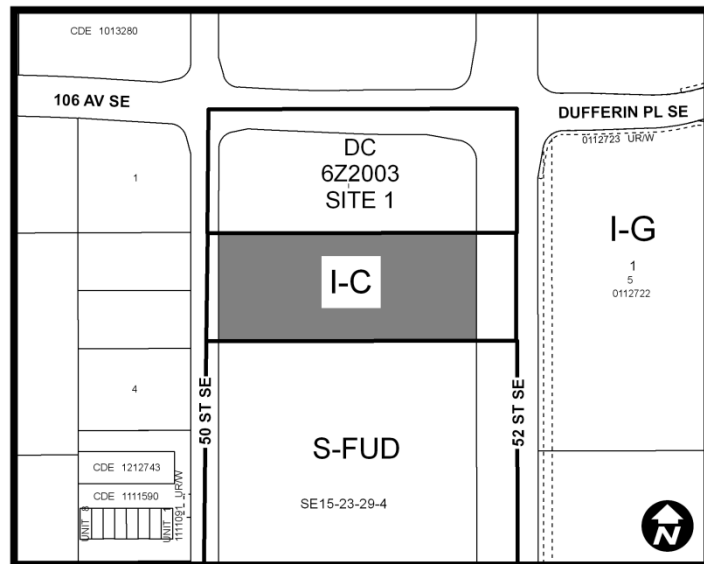 CDE 1013280
106 AV SE
DUFFERIN PL SE
0112723 UR/W
DC
6Z2003
SITE 1
1
I-G
1
5
0112722
I-C
50 ST SE
52 ST SE
4
S-FUD
SE15-23-29-4
CDE 1212743
CDE 1111590
UNIT 8
UNIT 1
1111091 UR/W
N